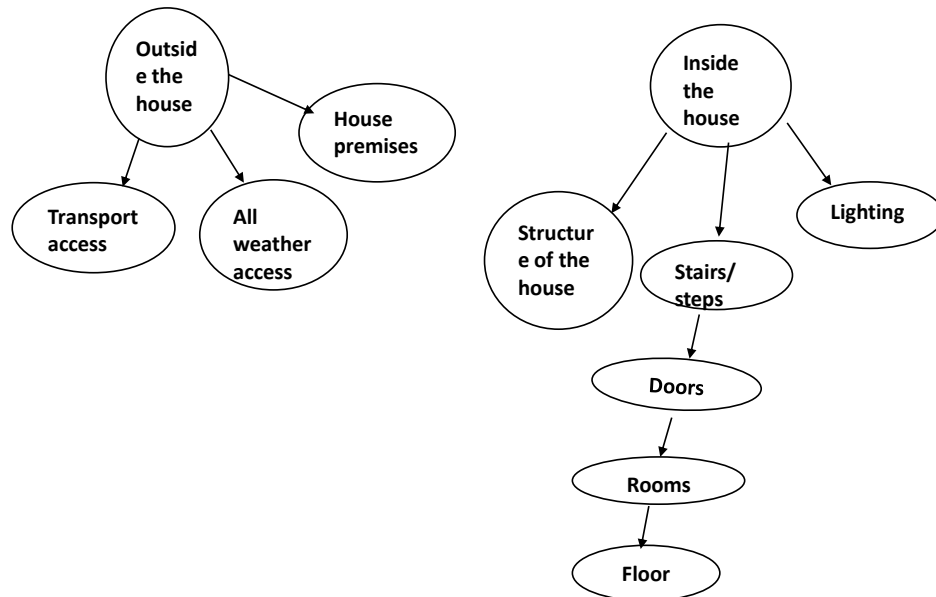 Outsid
e the
house
House
premises
Transport
access
All
weather
access
Inside
the
house
Structur
e of the
house
Stairs/
steps
Lighting
Doors
Rooms
Floor